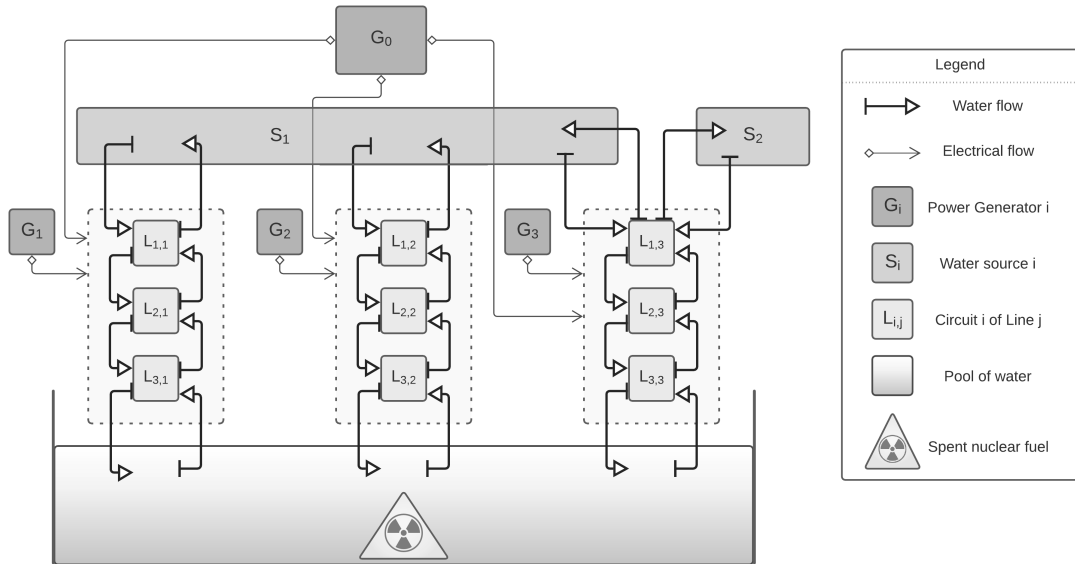 G0
S1
S2
G1
L1,1
G2
L1,2
G3
L1,3
L2,1
L2,2
L2,3
L3,1
L3,2
L3,3
Legend
Water flow
Electrical flow
Gi
Power Generator i
Si
Water source i
Li,j
Circuit i of Line j
Pool of water
Spent nuclear fuel